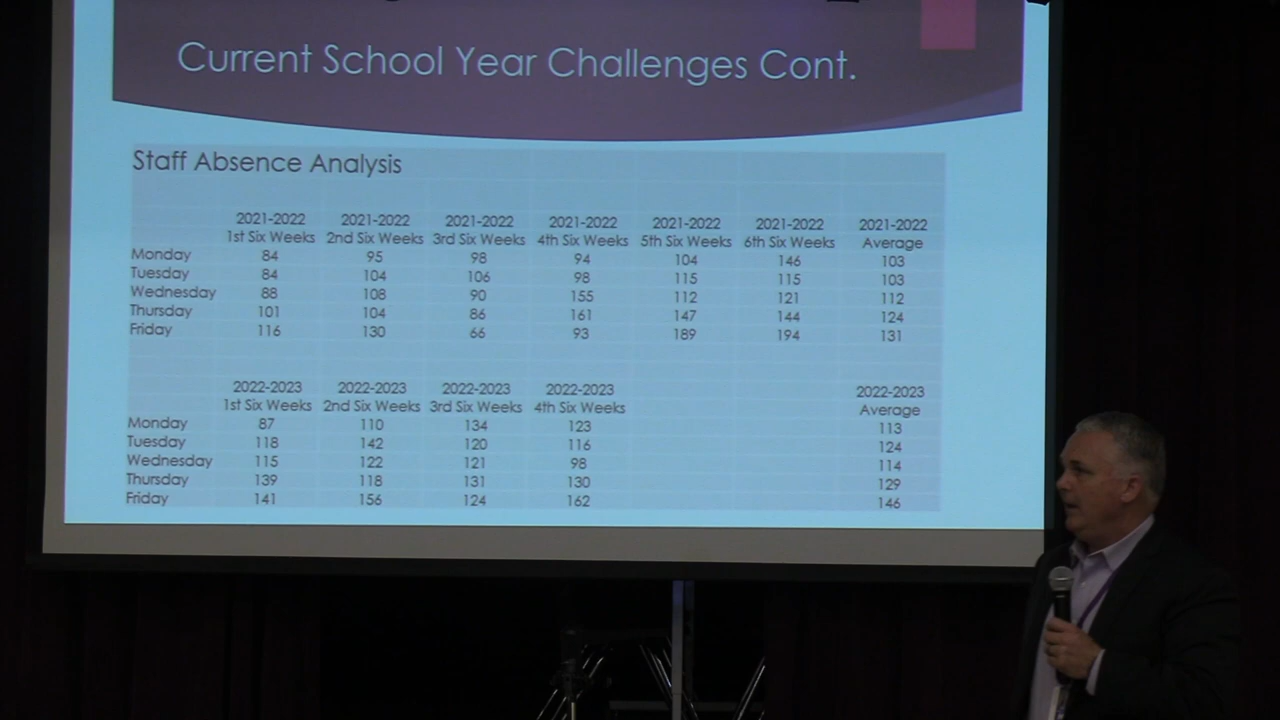 Current School Year Challenges Cont.
Staff Absence Analysis
2021-2022 2021-2022 2021-2022 2021-2022 2021-2022 2021-2022 2021-2022
1st Six Weeks 2nd Six Weeks 3rd Six Weeks 4th Six Weeks 5th Six Weeks 6th Six Weeks Average
Monday 84 95 98 94 104 146 103
Tuesday 84 104 106 98 115 115 103
Wednesday 88 108 90 155 112 121 112
Thursday 101 104 86 161 147 144 124
Friday 116 130 66 93 189 194 131
2022-2023 2022-2023 2022-2023 2022-2023 2022-2023
1st Six Weeks 2nd Six Weeks 3rd Six Weeks 4th Six Weeks Average
Monday 87 110 134 123 113
Tuesday 118 142 120 116 124
Wednesday 115 122 121 98 114
Thursday 139 118 131 130 129
Friday 141 156 124 162 146